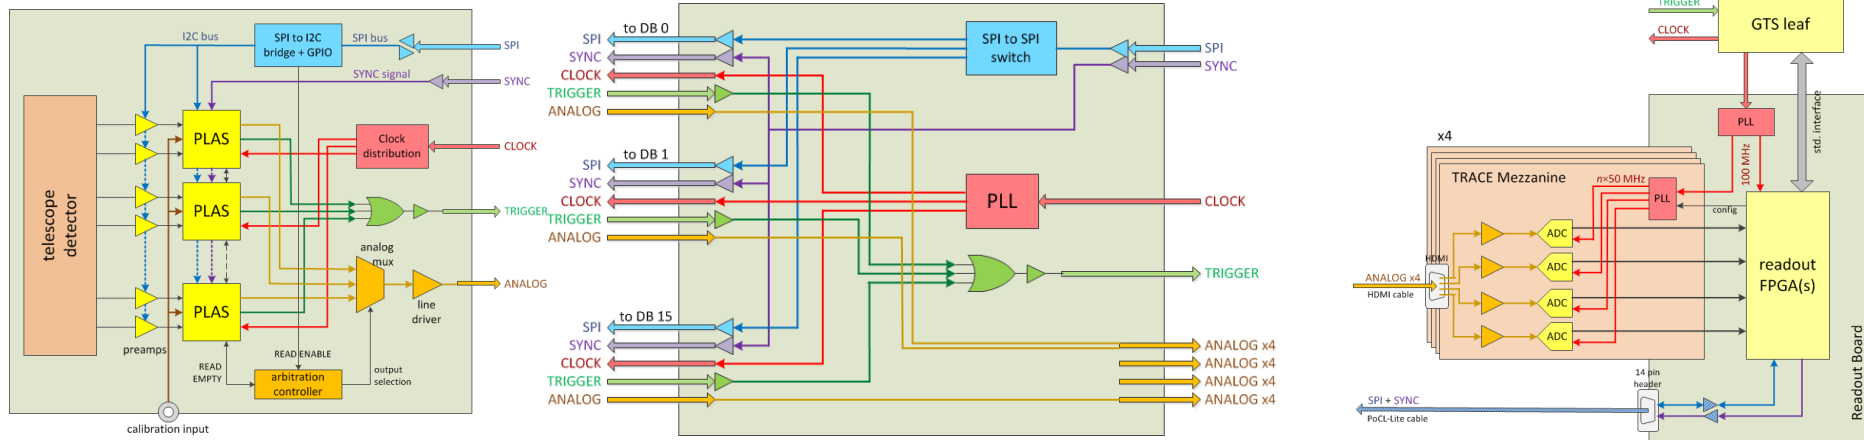 I2C bus
SPI to I2C
bridge + GPIO
SPI bus
SPI
SYNC signal
SYNC
telescope
detector
PLAS
PLAS
PLAS
Clock
distribution
CLOCK
TRIGGER
analog
mux
ANALOG
line
driver
preamps
READ
EMPTY
READ ENABLE
arbitration
controller
output
selection
calibration input
to DB 0
SPI
SYNC
CLOCK
TRIGGER
ANALOG
to DB 1
SPI
SYNC
CLOCK
TRIGGER
ANALOG
to DB 15
SPI
SYNC
CLOCK
TRIGGER
ANALOG
SPI to SPI
switch
SPI
SYNC
PLL
CLOCK
TRIGGER
ANALOG x4
ANALOG x4
ANALOG x4
ANALOG x4
TRIGGER
CLOCK
GTS leaf
PLL
std. interface
100 MHz
x4
TRACE Mezzanine
n×50 MHz
PLL
config
ADC
ADC
ADC
ADC
HDMI
ANALOG x4
HDMI cable
readout
FPGA(s)
14 pin
header
SPI + SYNC
PoCL-Lite cable
Readout Board